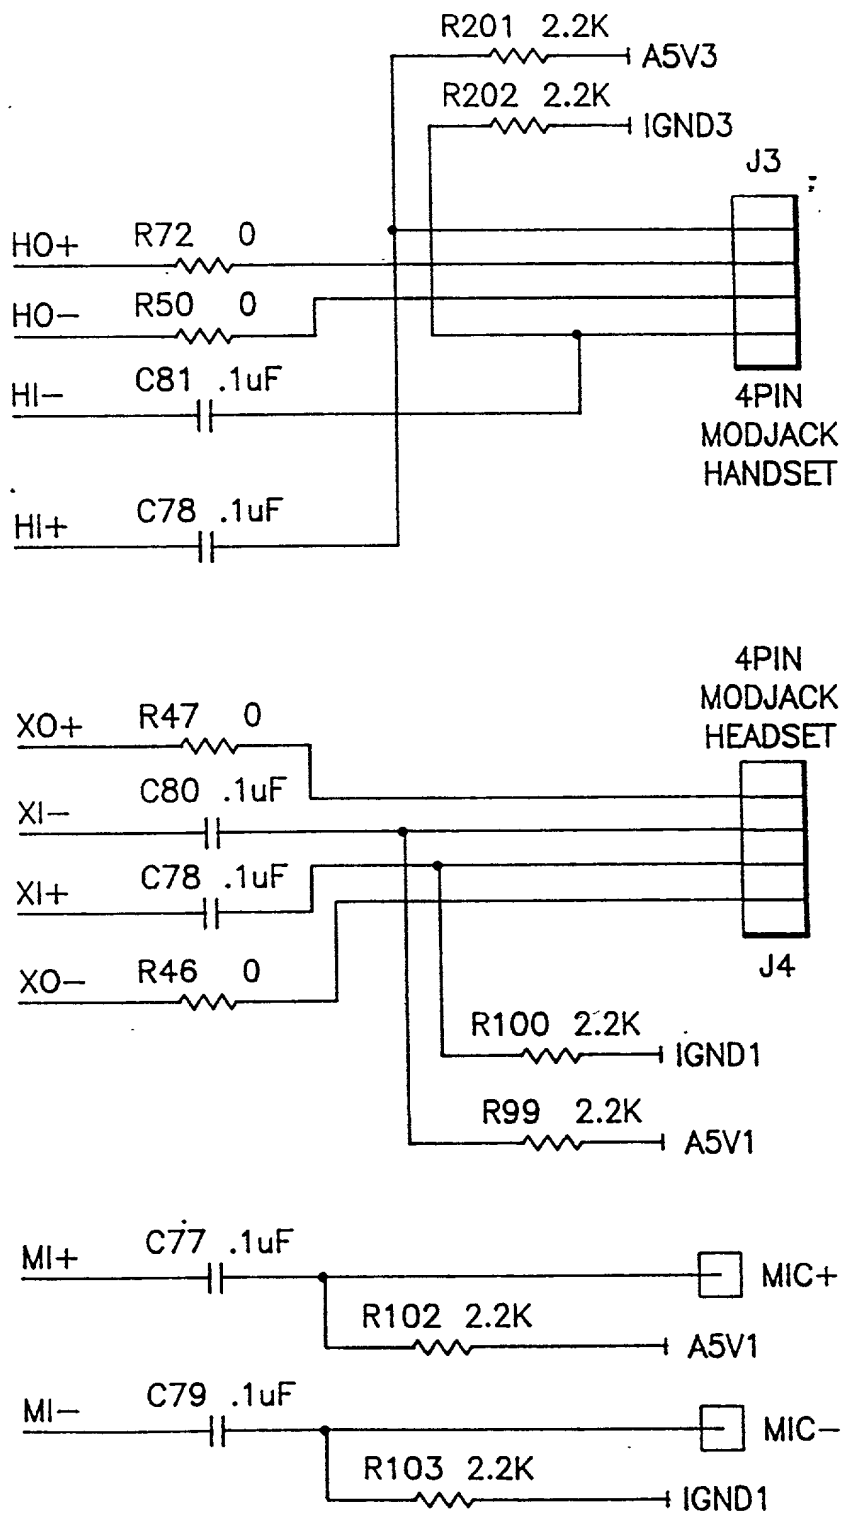 R201 2.2K
A5V3
R202 2.2K
IGND3
J3
HO+ R72 0
HO- R50 0
HI- C81 .1uF
4PIN
MODJACK
HANDSET
HI+ C78 .1uF
4PIN
MODJACK
HEADSET
XO+ R47 0
XI- C80 .1uF
XI+ C78 .1uF
XO- R46 0
J4
R100 2.2K
IGND1
R99 2.2K
A5V1
MI+ C77 .1uF
MIC+
R102 2.2K
A5V1
MI- C79 .1uF
MIC-
R103 2.2K
IGND1